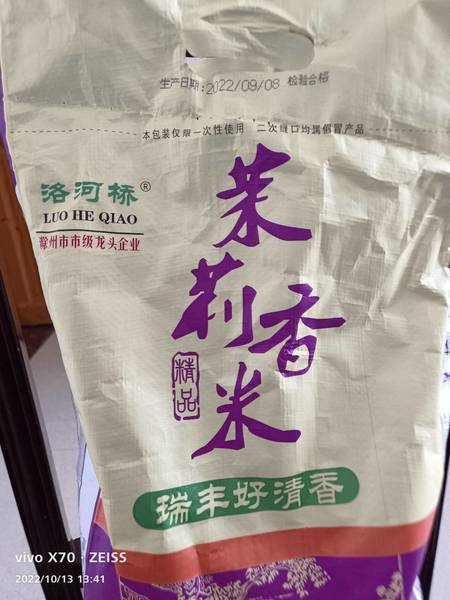 生产日期:2022/09/08 检验合格
本包装仅限一次性使用 二次缝口均属假冒产品
洛河桥®
LUO HE QIAO
滁州市市级龙头企业
茉莉香米
精品
瑞丰好清香
vivo X70 · ZEISS
2022/10/13 13:41